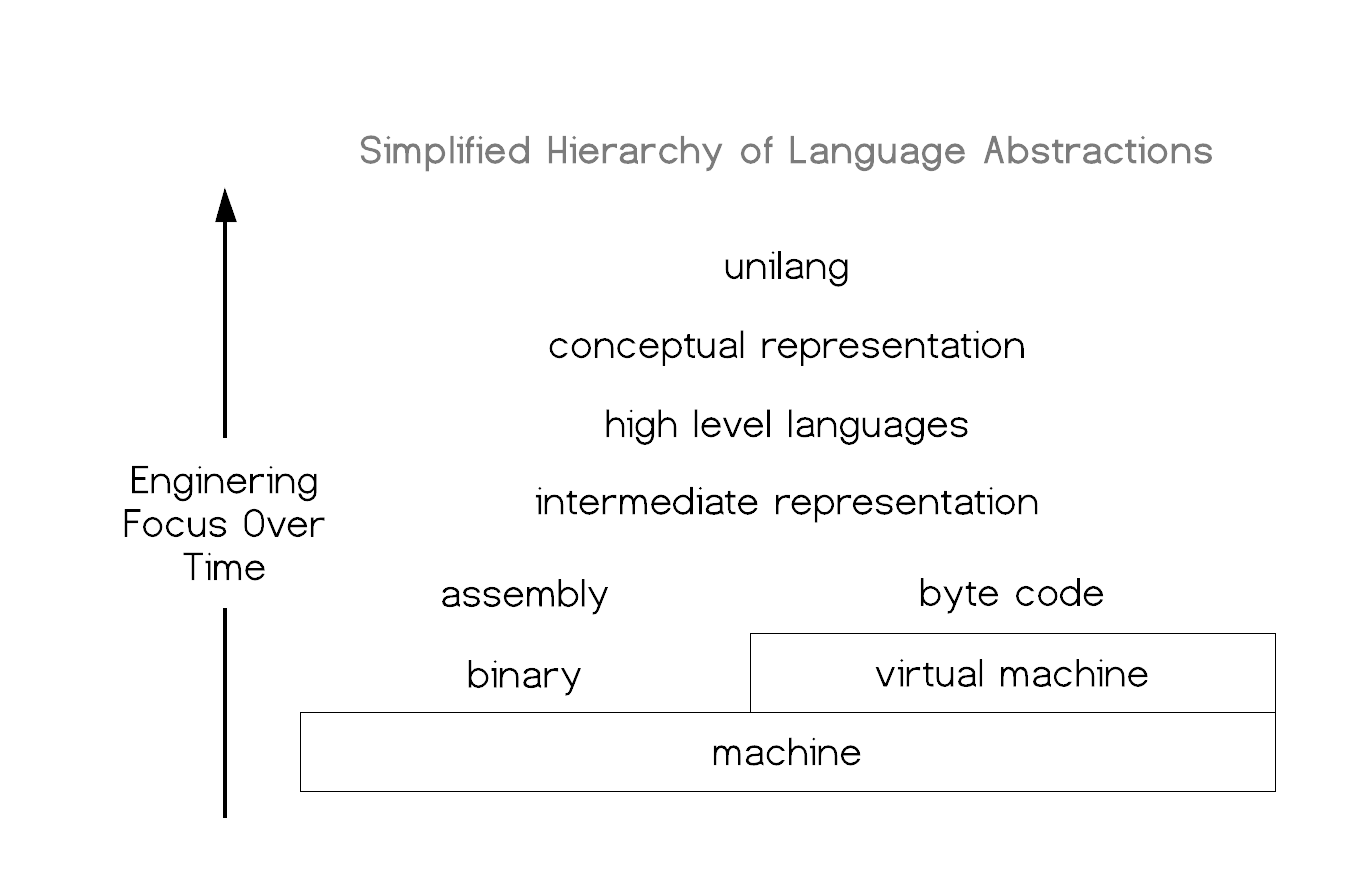 Simplified Hierarchy of Language Abstractions
unilang
conceptual representation
high level languages
intermediate representation
Enginering
Focus Over
Time
assembly
byte code
binary
virtual machine
machine